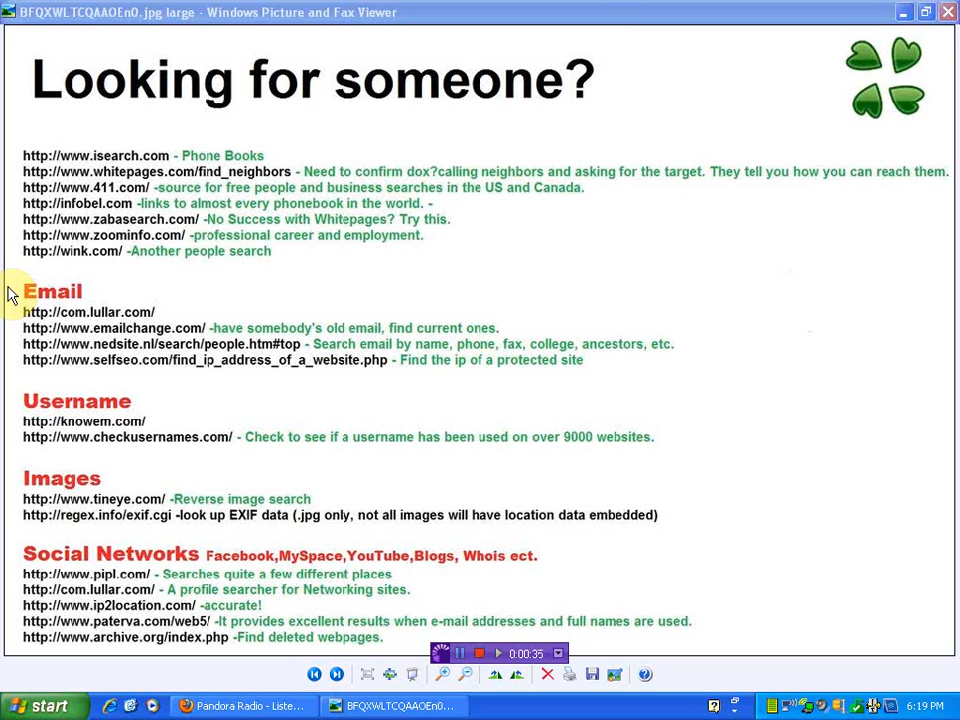 BFQXWLTCQAAOEn0.jpg large - Windows Picture and Fax Viewer
Looking for someone?
http://www.isearch.com - Phone Books
http://www.whitepages.com/find_neighbors - Need to confirm dox?calling neighbors and asking for the target. They tell you how you can reach them.
http://www.411.com/ -source for free people and business searches in the US and Canada.
http://infobel.com -links to almost every phonebook in the world. -
http://www.zabasearch.com/ -No Success with Whitepages? Try this.
http://www.zoominfo.com/ -professional career and employment.
http://wink.com/ -Another people search
Email
http://com.lullar.com/
http://www.emailchange.com/ -have somebody's old email, find current ones.
http://www.nedsite.nl/search/people.htm#top - Search email by name, phone, fax, college, ancestors, etc.
http://www.selfseo.com/find_ip_address_of_a_website.php - Find the ip of a protected site
Username
http://knowem.com/
http://www.checkusernames.com/ - Check to see if a username has been used on over 9000 websites.
Images
http://www.tineye.com/ -Reverse image search
http://regex.info/exif.cgi -look up EXIF data (.jpg only, not all images will have location data embedded)
Social Networks Facebook,MySpace,YouTube,Blogs, Whois ect.
http://www.pipl.com/ - Searches quite a few different places
http://com.lullar.com/ - A profile searcher for Networking sites.
http://www.ip2location.com/ -accurate!
http://www.paterva.com/web5/ -It provides excellent results when e-mail addresses and full names are used.
http://www.archive.org/index.php -Find deleted webpages.
0:00:35
start
Pandora Radio - Liste...
BFQXWLTCQAAOEn0....
6:19 PM